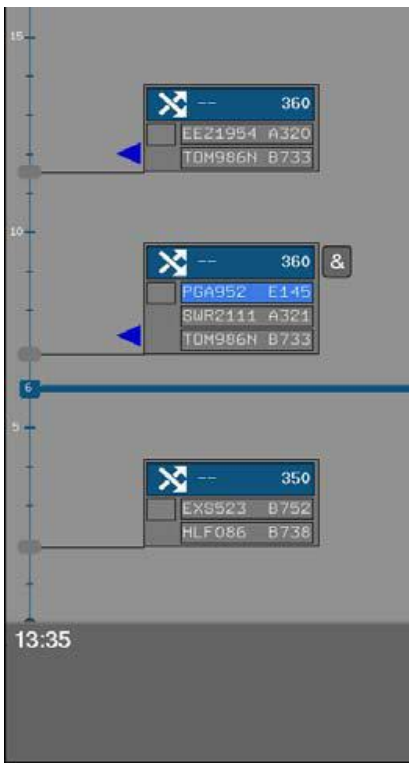 15
-- 360
EEZ1954 A320
TOM986N B733
10
-- 360 &
PGA952 E145
SWR2111 A321
TOM986N B733
6
5
-- 350
EXS523 B752
HLF086 B738
13:35